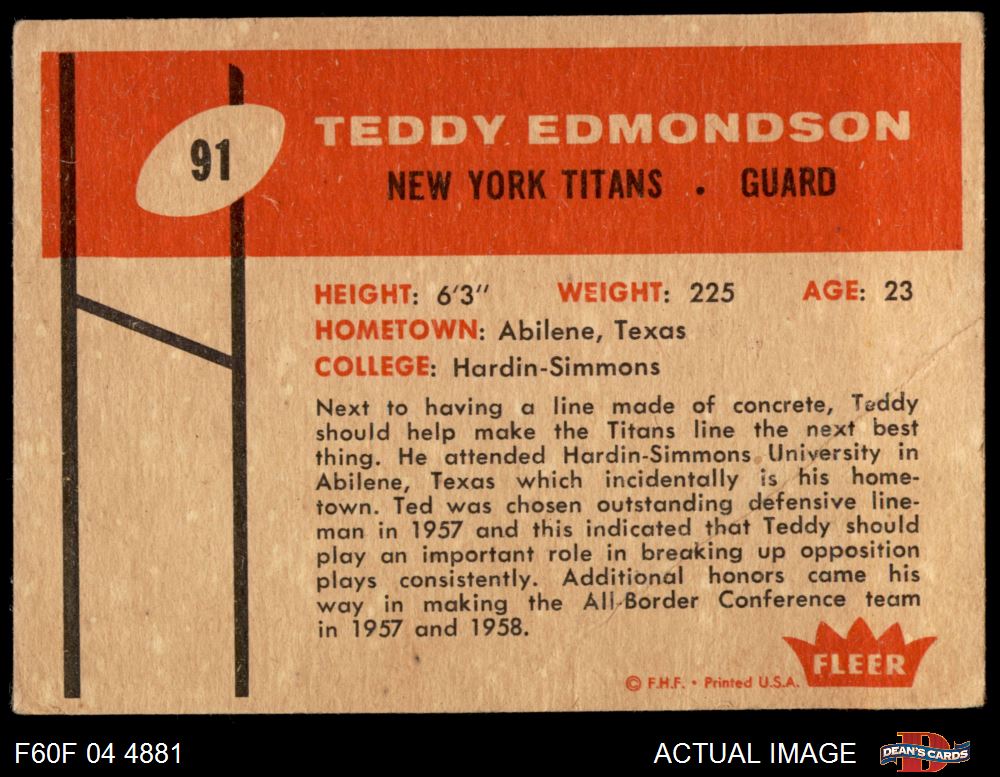 91
TEDDY EDMONDSON
NEW YORK TITANS . GUARD
HEIGHT: 6'3" WEIGHT: 225 AGE: 23
HOMETOWN: Abilene, Texas
COLLEGE: Hardin-Simmons
Next to having a line made of concrete, Teddy
should help make the Titans line the next best
thing. He attended Hardin-Simmons University in
Abilene, Texas which incidentally is his home-
town. Ted was chosen outstanding defensive line-
man in 1957 and this indicated that Teddy should
play an important role in breaking up opposition
plays consistently. Additional honors came his
way in making the All-Border Conference team
in 1957 and 1958.
FLEER
© F.H.F. • Printed U.S.A.
F60F 04 4881
ACTUAL IMAGE
D
DEAN'S CARDS